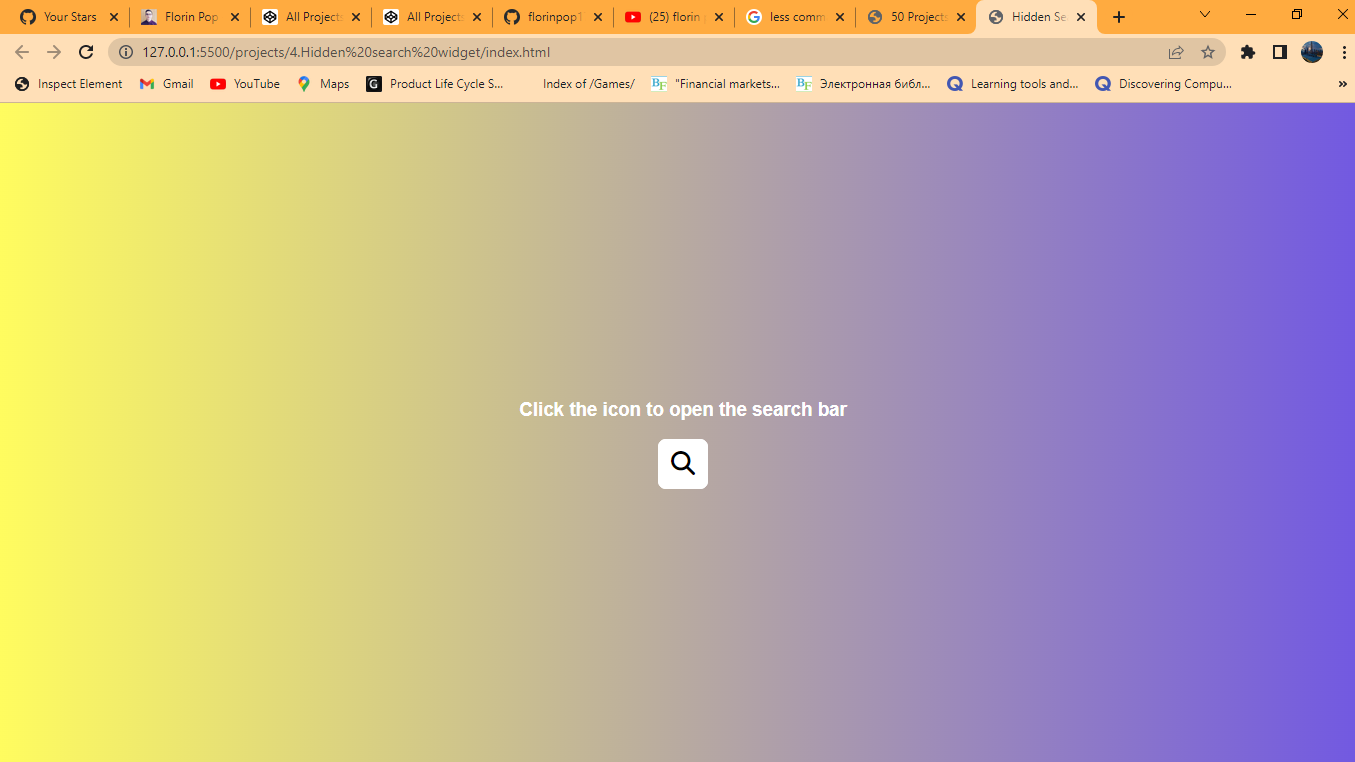 Your Stars
Florin Pop
All Projects
All Projects
florinpop1
(25) florin
less comm
50 Projects
Hidden Se
127.0.0.1:5500/projects/4.Hidden%20search%20widget/index.html
Inspect Element
Gmail
YouTube
Maps
G
Product Life Cycle S...
Index of /Games/
BF
"Financial markets...
BF
Электронная библ...
Learning tools and...
Discovering Compu...
»
Click the icon to open the search bar